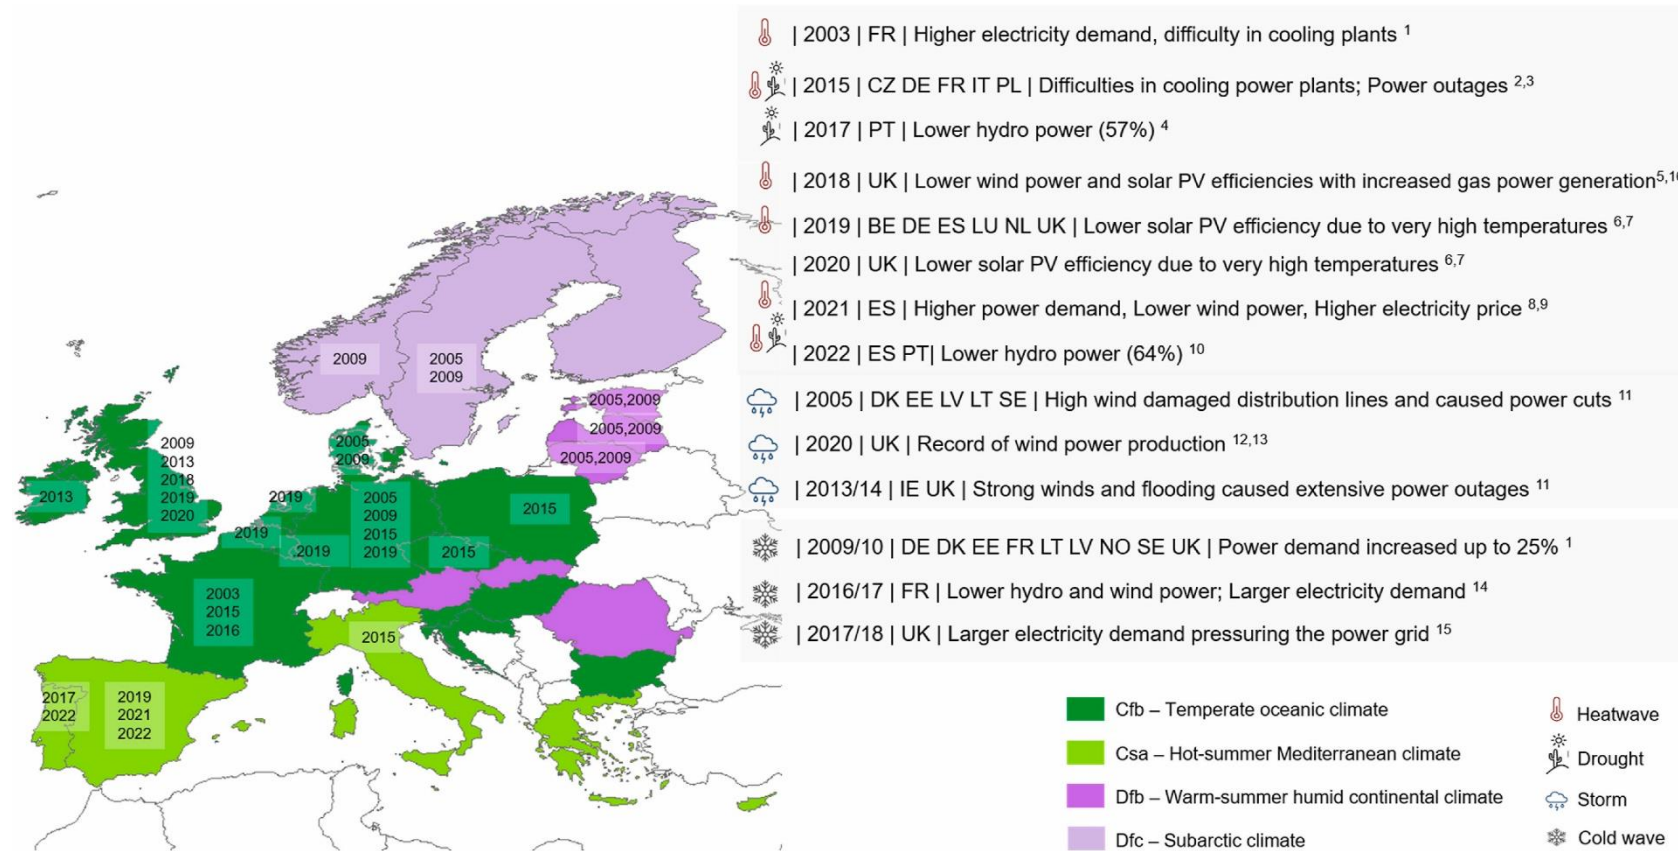 | 2003 | FR | Higher electricity demand, difficulty in cooling plants 1
| 2015 | CZ DE FR IT PL | Difficulties in cooling power plants; Power outages 2,3
| 2017 | PT | Lower hydro power (57%) 4
| 2018 | UK | Lower wind power and solar PV efficiencies with increased gas power generation5,10
| 2019 | BE DE ES LU NL UK | Lower solar PV efficiency due to very high temperatures 6,7
| 2020 | UK | Lower solar PV efficiency due to very high temperatures 6,7
| 2021 | ES | Higher power demand, Lower wind power, Higher electricity price 8,9
| 2022 | ES PT| Lower hydro power (64%) 10
| 2005 | DK EE LV LT SE | High wind damaged distribution lines and caused power cuts 11
| 2020 | UK | Record of wind power production 12,13
| 2013/14 | IE UK | Strong winds and flooding caused extensive power outages 11
| 2009/10 | DE DK EE FR LT LV NO SE UK | Power demand increased up to 25% 1
| 2016/17 | FR | Lower hydro and wind power; Larger electricity demand 14
| 2017/18 | UK | Larger electricity demand pressuring the power grid 15
2009
2005
2009
2005,2009
2005,2009
2005,2009
2005
2009
2009
2013
2018
2019
2020
2013
2019
2019
2019
2005
2009
2015
2019
2015
2015
2003
2015
2016
2015
2017
2022
2019
2021
2022
Cfb – Temperate oceanic climate
Csa – Hot-summer Mediterranean climate
Dfb – Warm-summer humid continental climate
Dfc – Subarctic climate
Heatwave
Drought
Storm
Cold wave